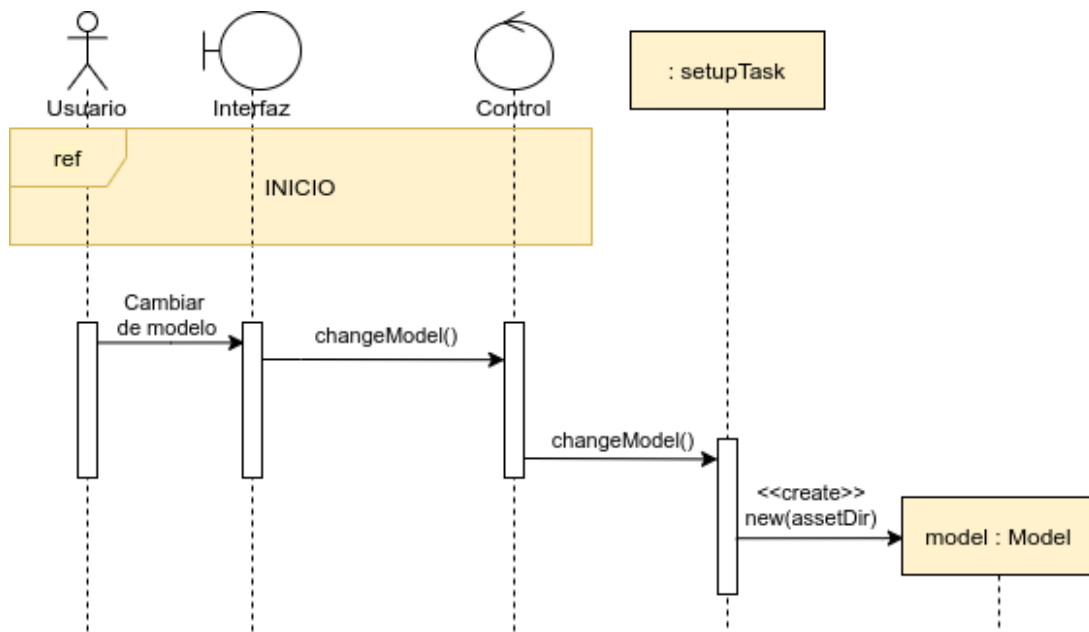 : setupTask
Usuario
Interfaz
Control
ref
INICIO
Cambiar
de modelo
changeModel()
changeModel()
<<create>>
new(assetDir)
model : Model